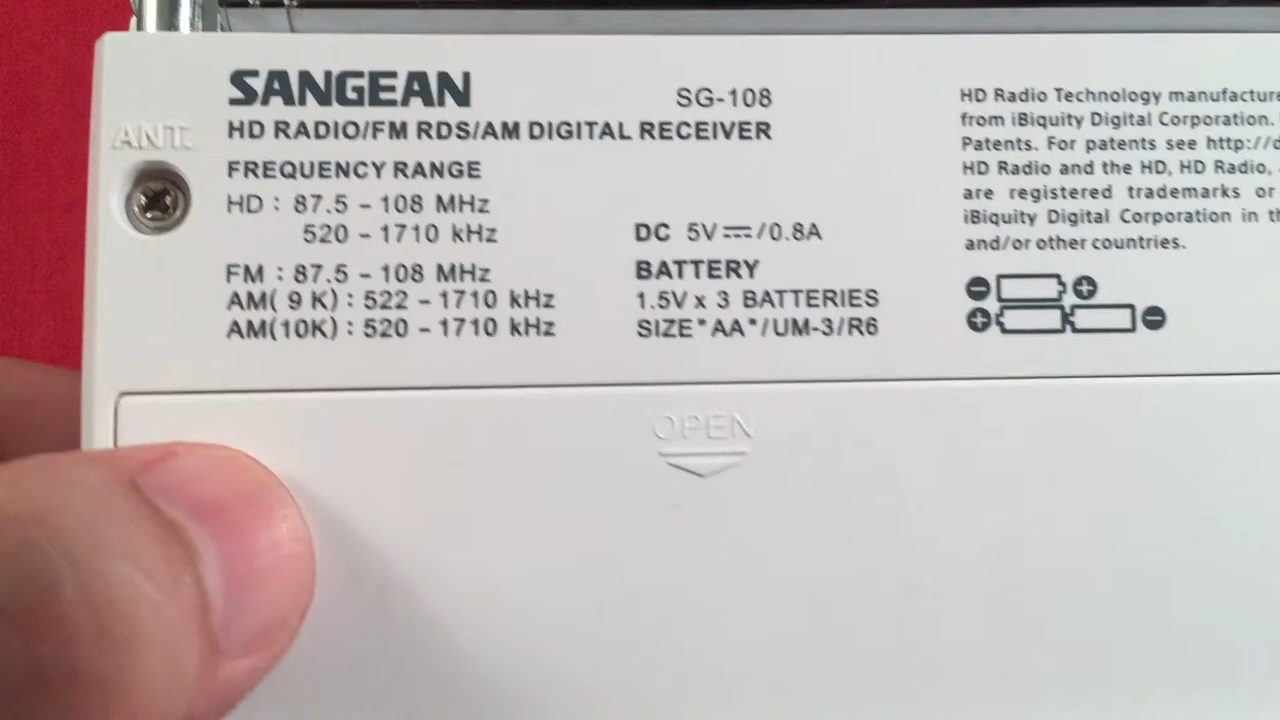 SANGEAN
SG-108
HD RADIO/FM RDS/AM DIGITAL RECEIVER
ANT.
FREQUENCY RANGE
HD : 87.5 - 108 MHz
520 - 1710 kHz
FM : 87.5 - 108 MHz
AM( 9 K) : 522 - 1710 kHz
AM(10K) : 520 - 1710 kHz
DC 5V⎓/0.8A
BATTERY
1.5V x 3 BATTERIES
SIZE"AA"/UM-3/R6
HD Radio Technology manufacture
from iBiquity Digital Corporation.
Patents. For patents see http://d
HD Radio and the HD, HD Radio,
are registered trademarks or
iBiquity Digital Corporation in th
and/or other countries.
OPEN